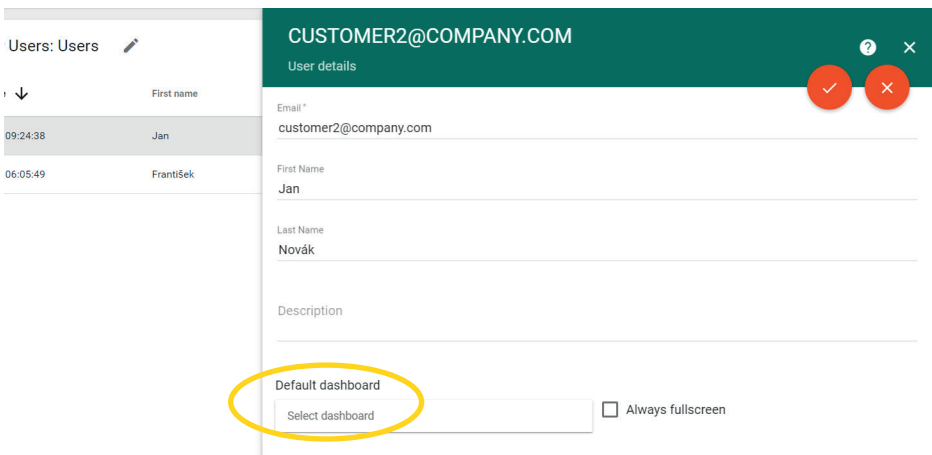 Users: Users
First name
09:24:38
Jan
06:05:49
František
CUSTOMER2@COMPANY.COM
User details
Email *
customer2@company.com
First Name
Jan
Last Name
Novák
Description
Default dashboard
Select dashboard
Always fullscreen